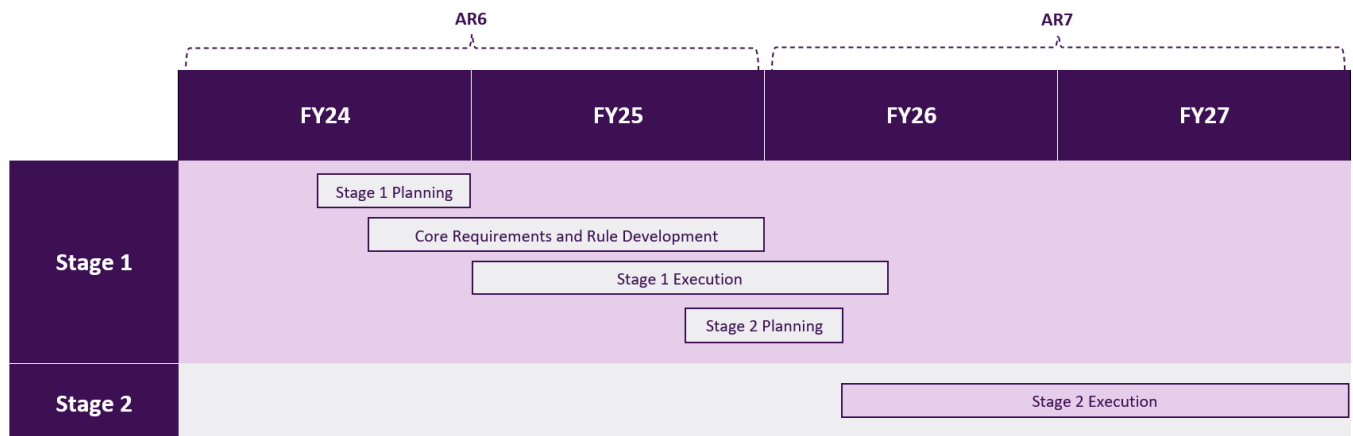 AR6
AR7
FY24
FY25
FY26
FY27
Stage 1
Stage 1 Planning
Core Requirements and Rule Development
Stage 1 Execution
Stage 2 Planning
Stage 2
Stage 2 Execution